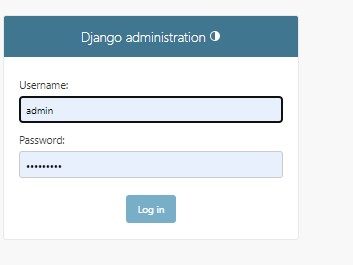 Django administration
Username:
admin
Password:
•••••••••
Log in